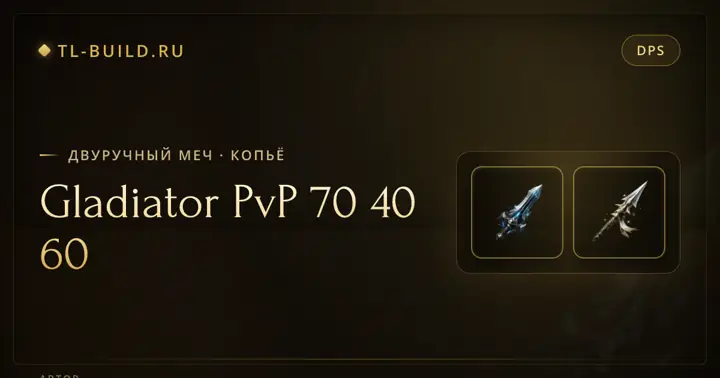 TL-BUILD.RU
DPS
ДВУРУЧНЫЙ МЕЧ · КОПЬЁ
Gladiator PvP 70 40
60